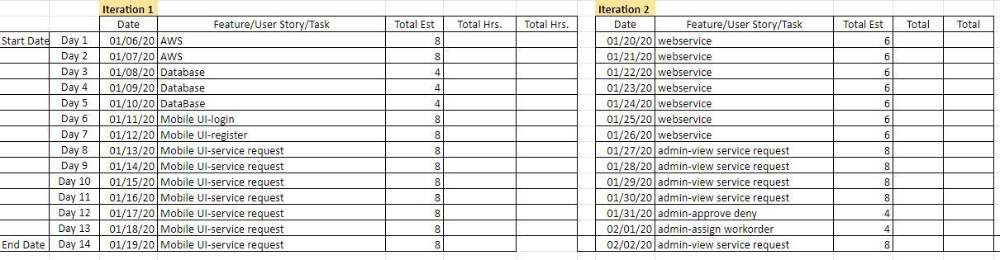 Iteration 1 Iteration 2
Date Feature/User Story/Task Total Est Total Hrs. Total Hrs. Date Feature/User Story/Task Total Est Total Total
Start Date Day 1 01/06/20 AWS 8 01/20/20 webservice 6
Day 2 01/07/20 AWS 8 01/21/20 webservice 6
Day 3 01/08/20 Database 4 01/22/20 webservice 6
Day 4 01/09/20 Database 4 01/23/20 webservice 6
Day 5 01/10/20 DataBase 4 01/24/20 webservice 6
Day 6 01/11/20 Mobile UI-login 8 01/25/20 webservice 6
Day 7 01/12/20 Mobile UI-register 8 01/26/20 webservice 6
Day 8 01/13/20 Mobile UI-service request 8 01/27/20 admin-view service request 8
Day 9 01/14/20 Mobile UI-service request 8 01/28/20 admin-view service request 8
Day 10 01/15/20 Mobile UI-service request 8 01/29/20 admin-view service request 8
Day 11 01/16/20 Mobile UI-service request 8 01/30/20 admin-view service request 8
Day 12 01/17/20 Mobile UI-service request 8 01/31/20 admin-approve deny 4
Day 13 01/18/20 Mobile UI-service request 8 02/01/20 admin-assign workorder 4
End Date Day 14 01/19/20 Mobile UI-service request 8 02/02/20 admin-view service request 8